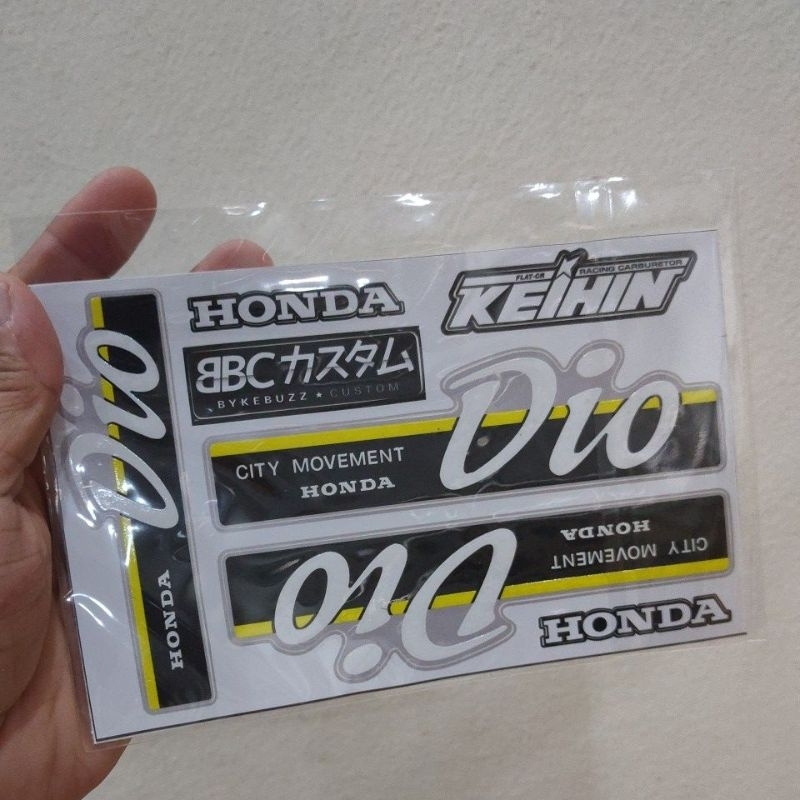 HONDA
FLAT-CR
RACING CARBURETOR
KEIHIN
BBCカスタム
BYKEBUZZ ★ CUSTOM
Dio
HONDA
Dio
CITY MOVEMENT
HONDA
Dio
CITY MOVEMENT
HONDA
HONDA